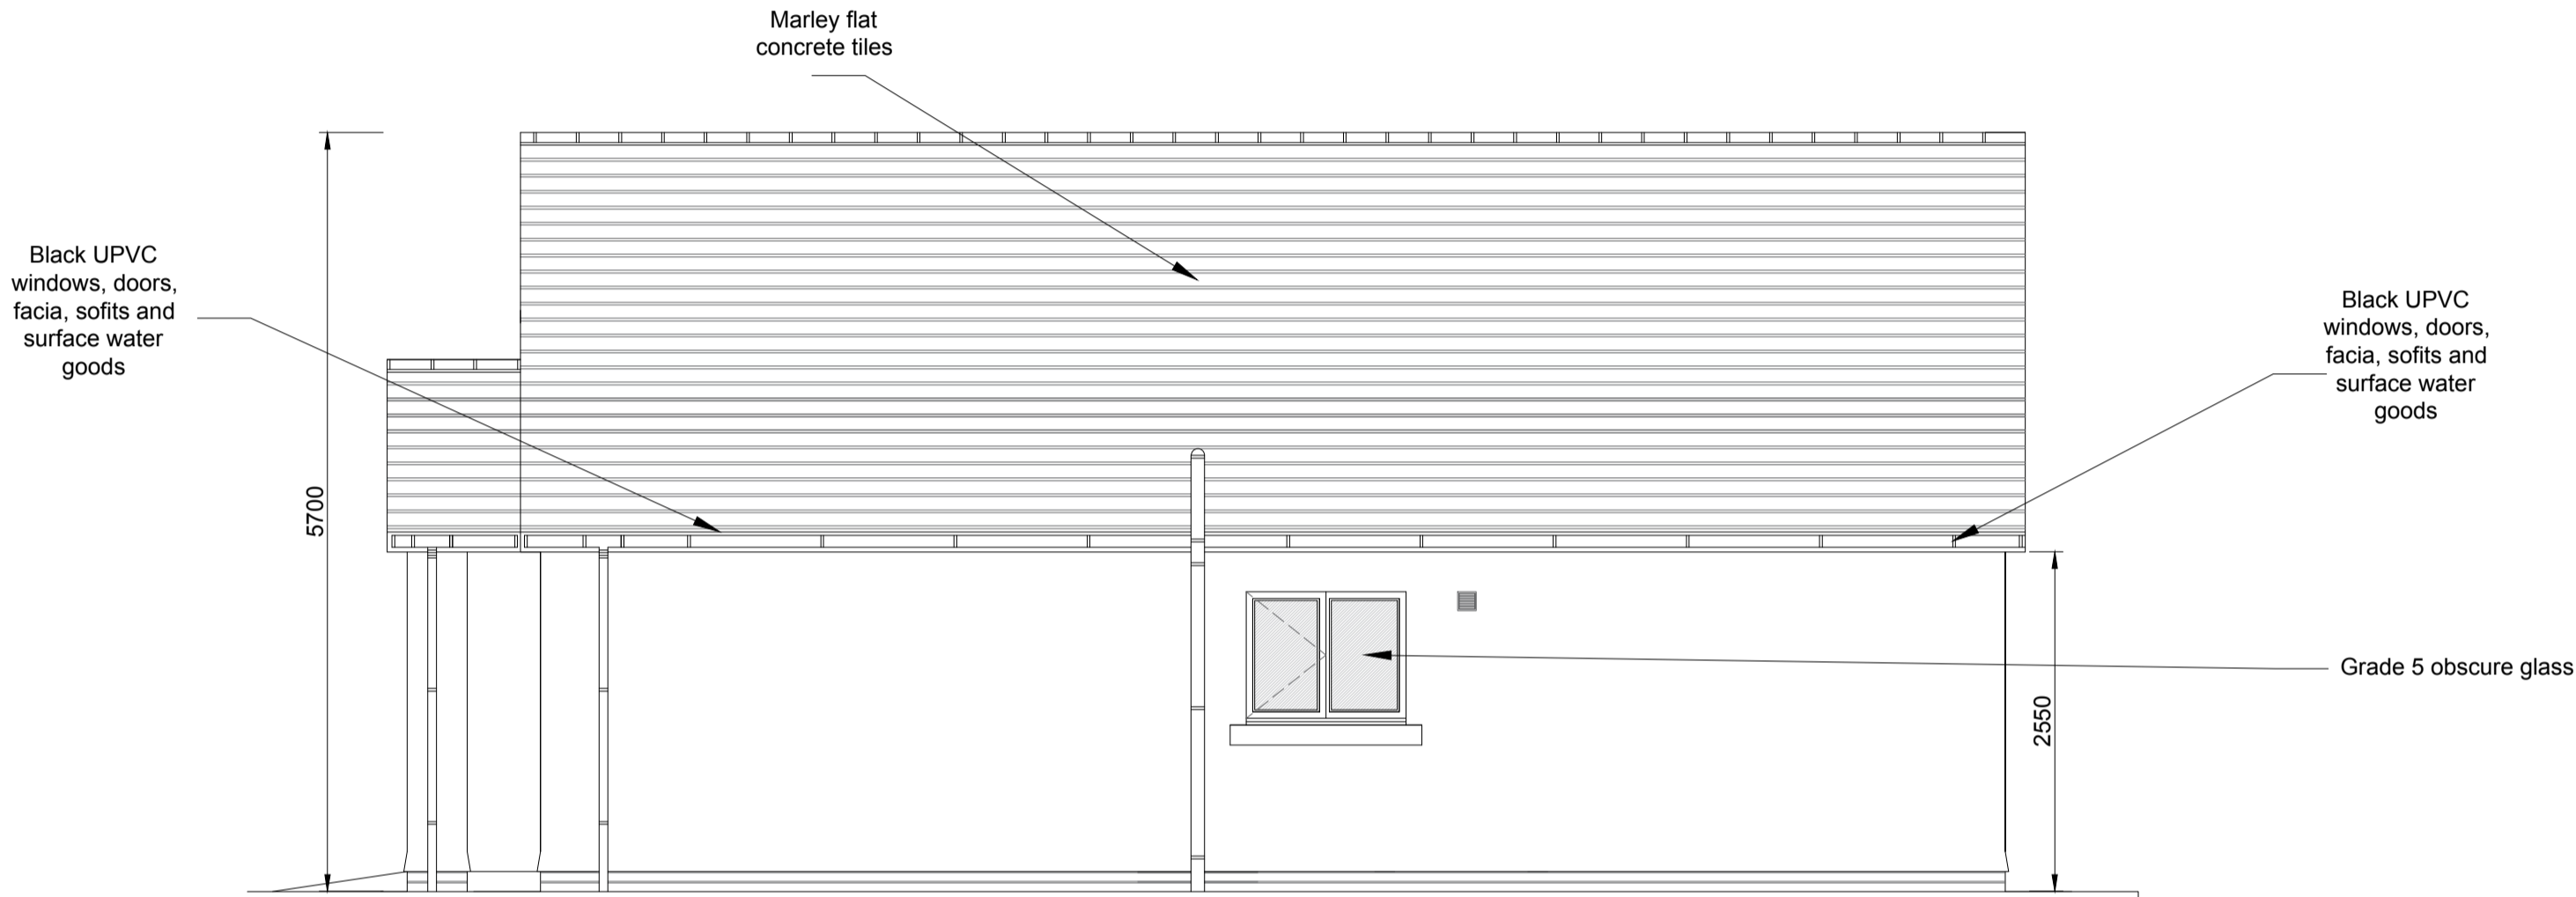 Marley flat
concrete tiles
Black UPVC
windows, doors,
facia, sofits and
surface water
goods
Black UPVC
windows, doors,
facia, sofits and
surface water
goods
5700
Grade 5 obscure glass
2550